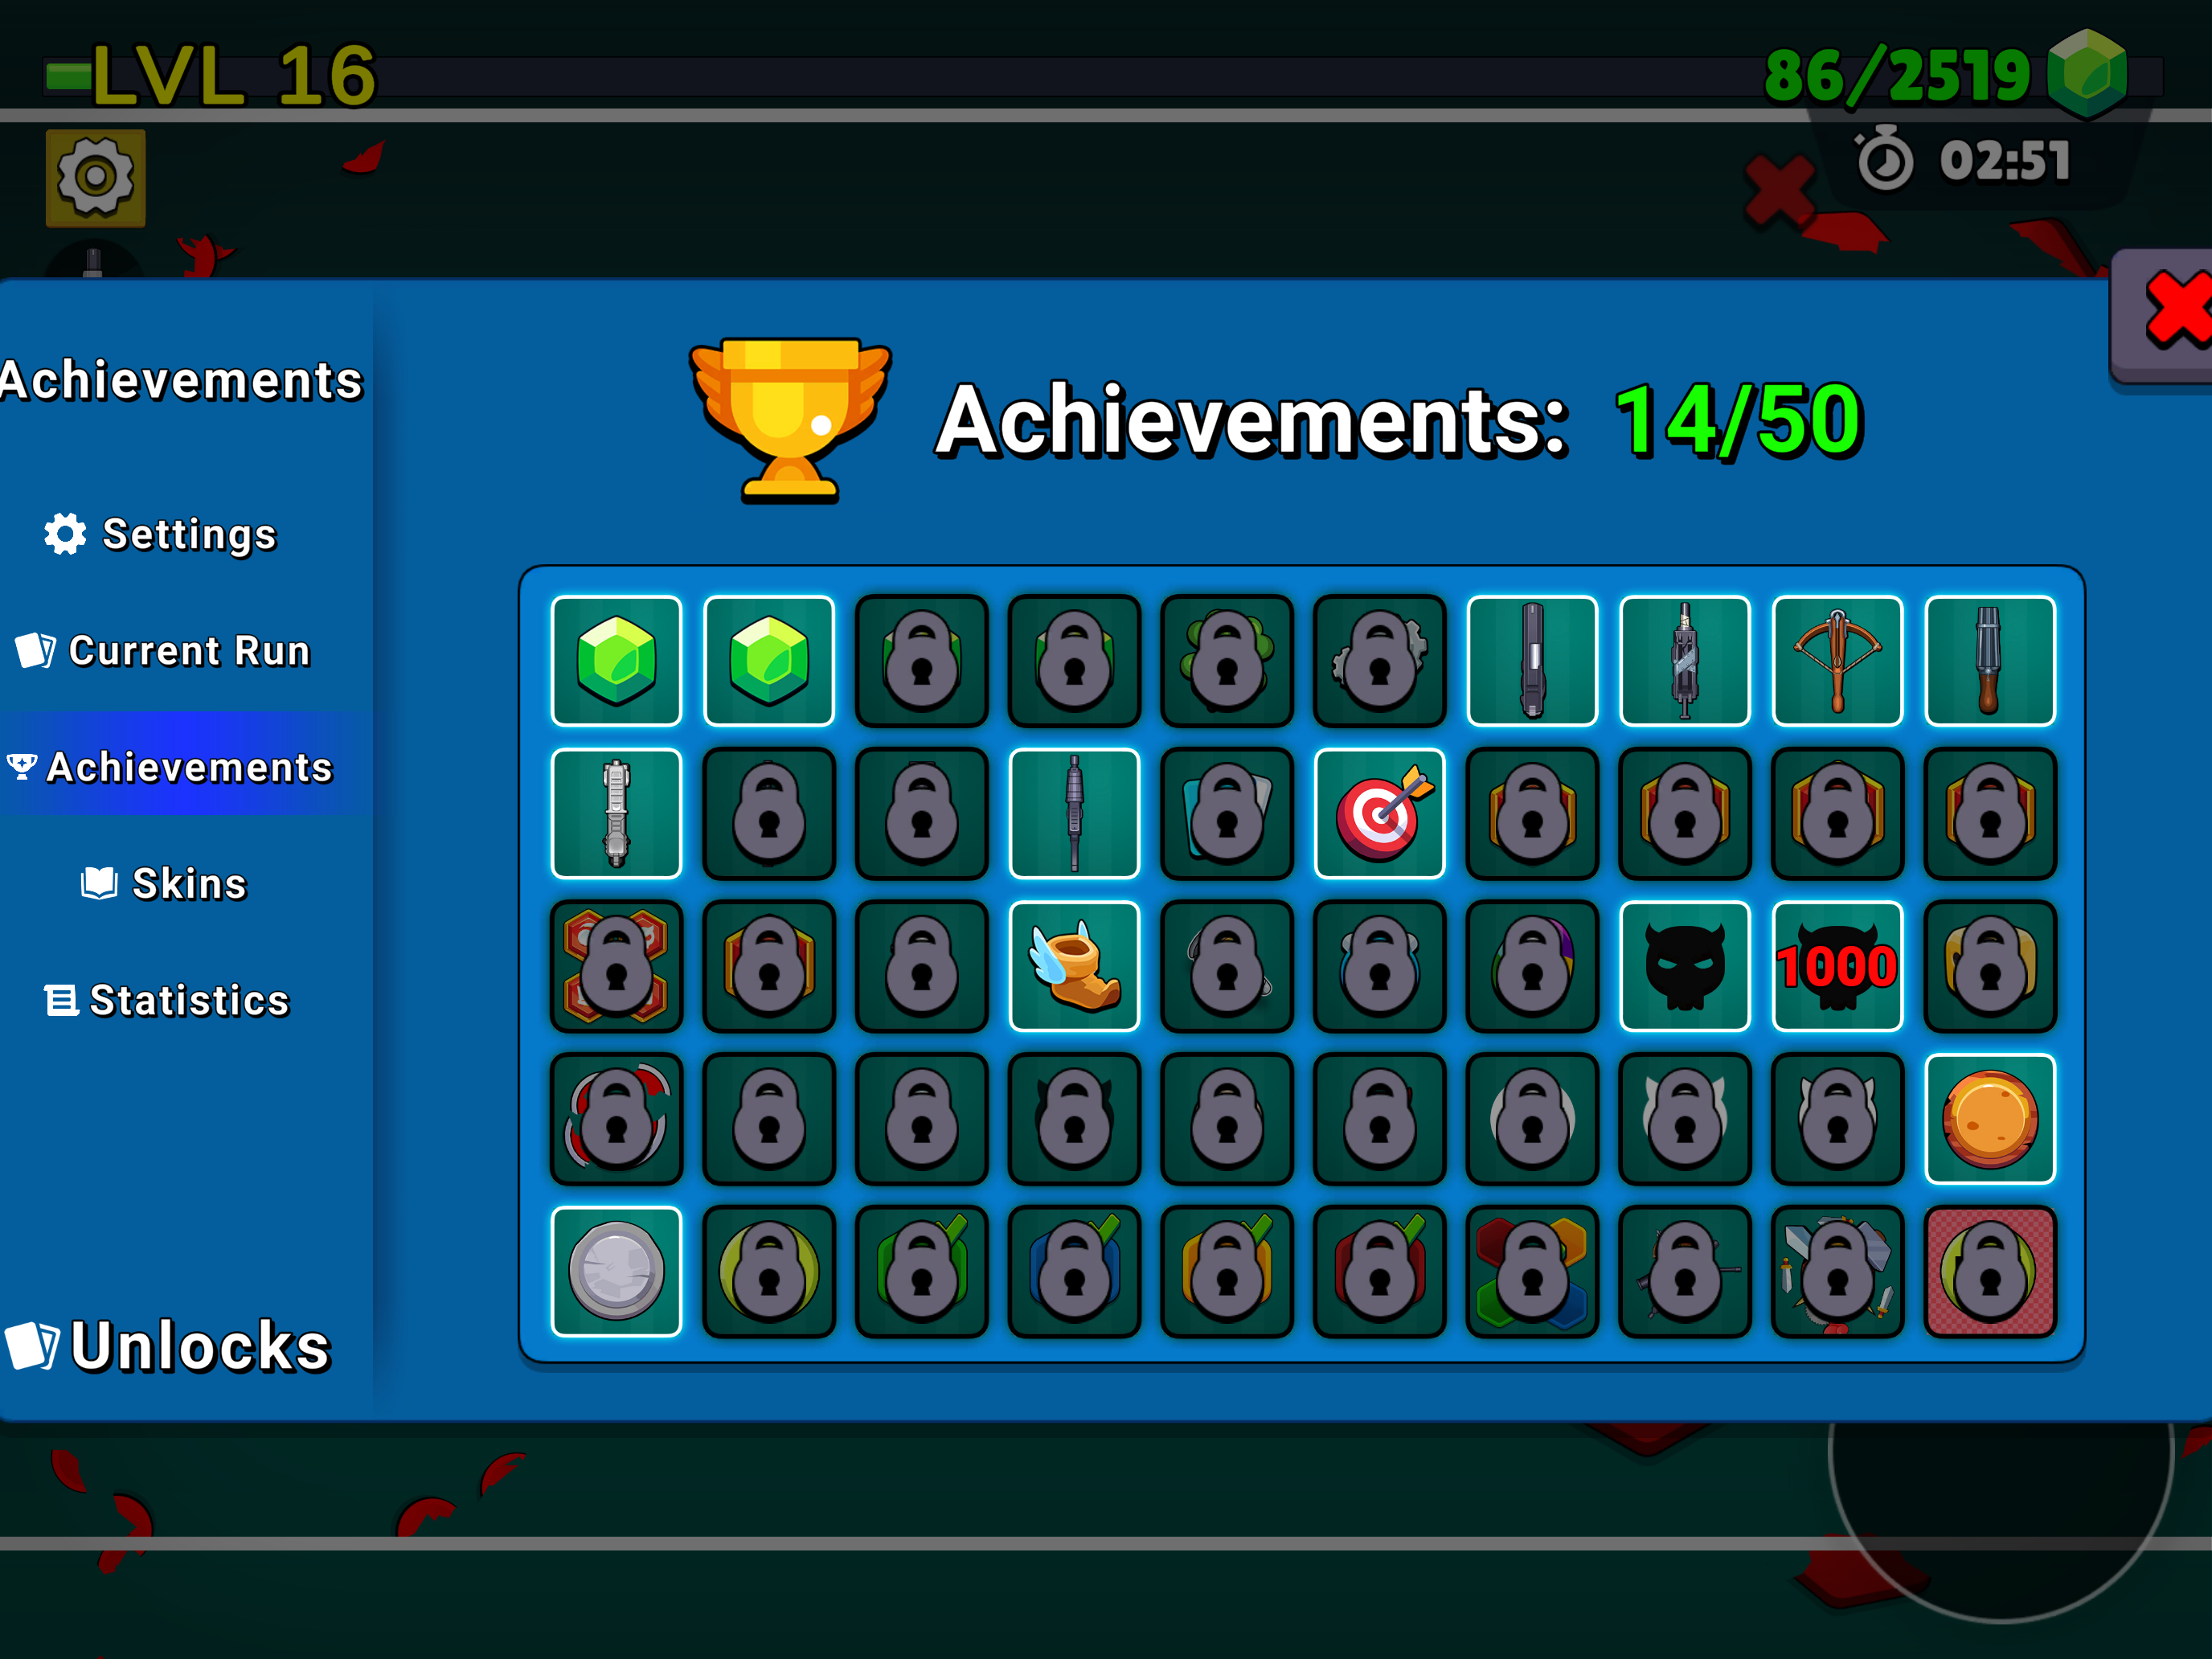 LVL 16
86/2519
02:51
Achievements
Achievements: 14/50
Settings
Current Run
Achievements
Skins
Statistics
Unlocks
1000